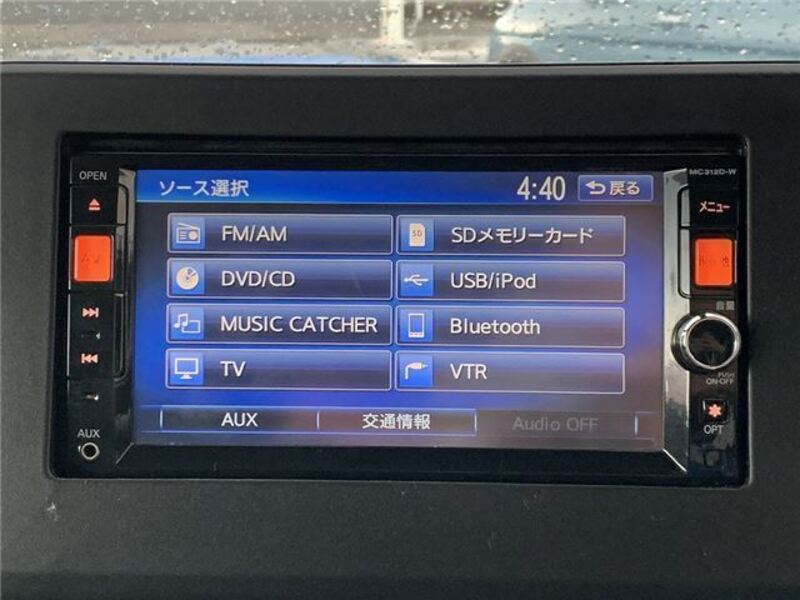 OPEN
MC312D-W
ソース選択
4:40
戻る
メニュー
FM/AM
SDメモリーカード
SD
AV
DVD/CD
USB/iPod
音量
MUSIC CATCHER
Bluetooth
TV
VTR
PUSH
ON-OFF
AUX
交通情報
Audio OFF
AUX
OPT